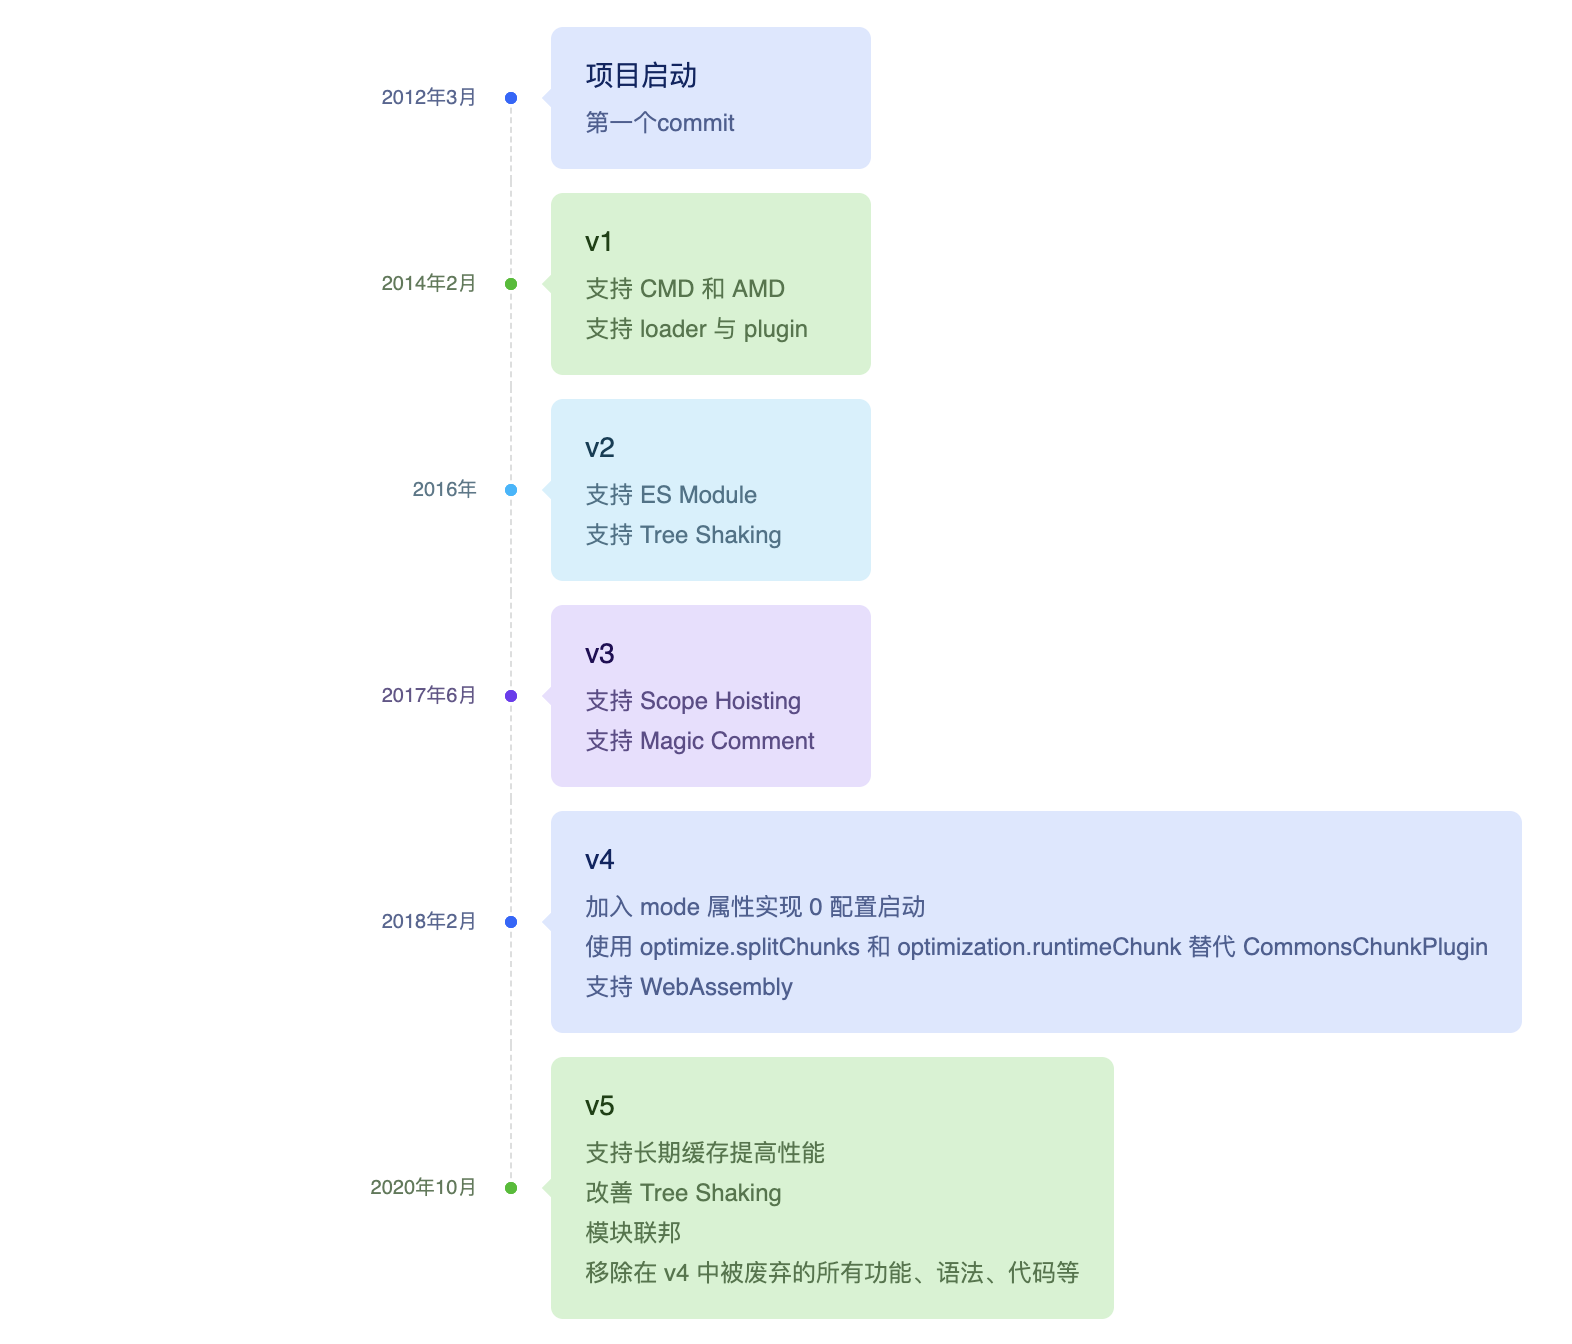 2012年3月
项目启动
第一个commit
2014年2月
v1
支持 CMD 和 AMD
支持 loader 与 plugin
2016年
v2
支持 ES Module
支持 Tree Shaking
2017年6月
v3
支持 Scope Hoisting
支持 Magic Comment
2018年2月
v4
加入 mode 属性实现 0 配置启动
使用 optimize.splitChunks 和 optimization.runtimeChunk 替代 CommonsChunkPlugin
支持 WebAssembly
2020年10月
v5
支持长期缓存提高性能
改善 Tree Shaking
模块联邦
移除在 v4 中被废弃的所有功能、语法、代码等